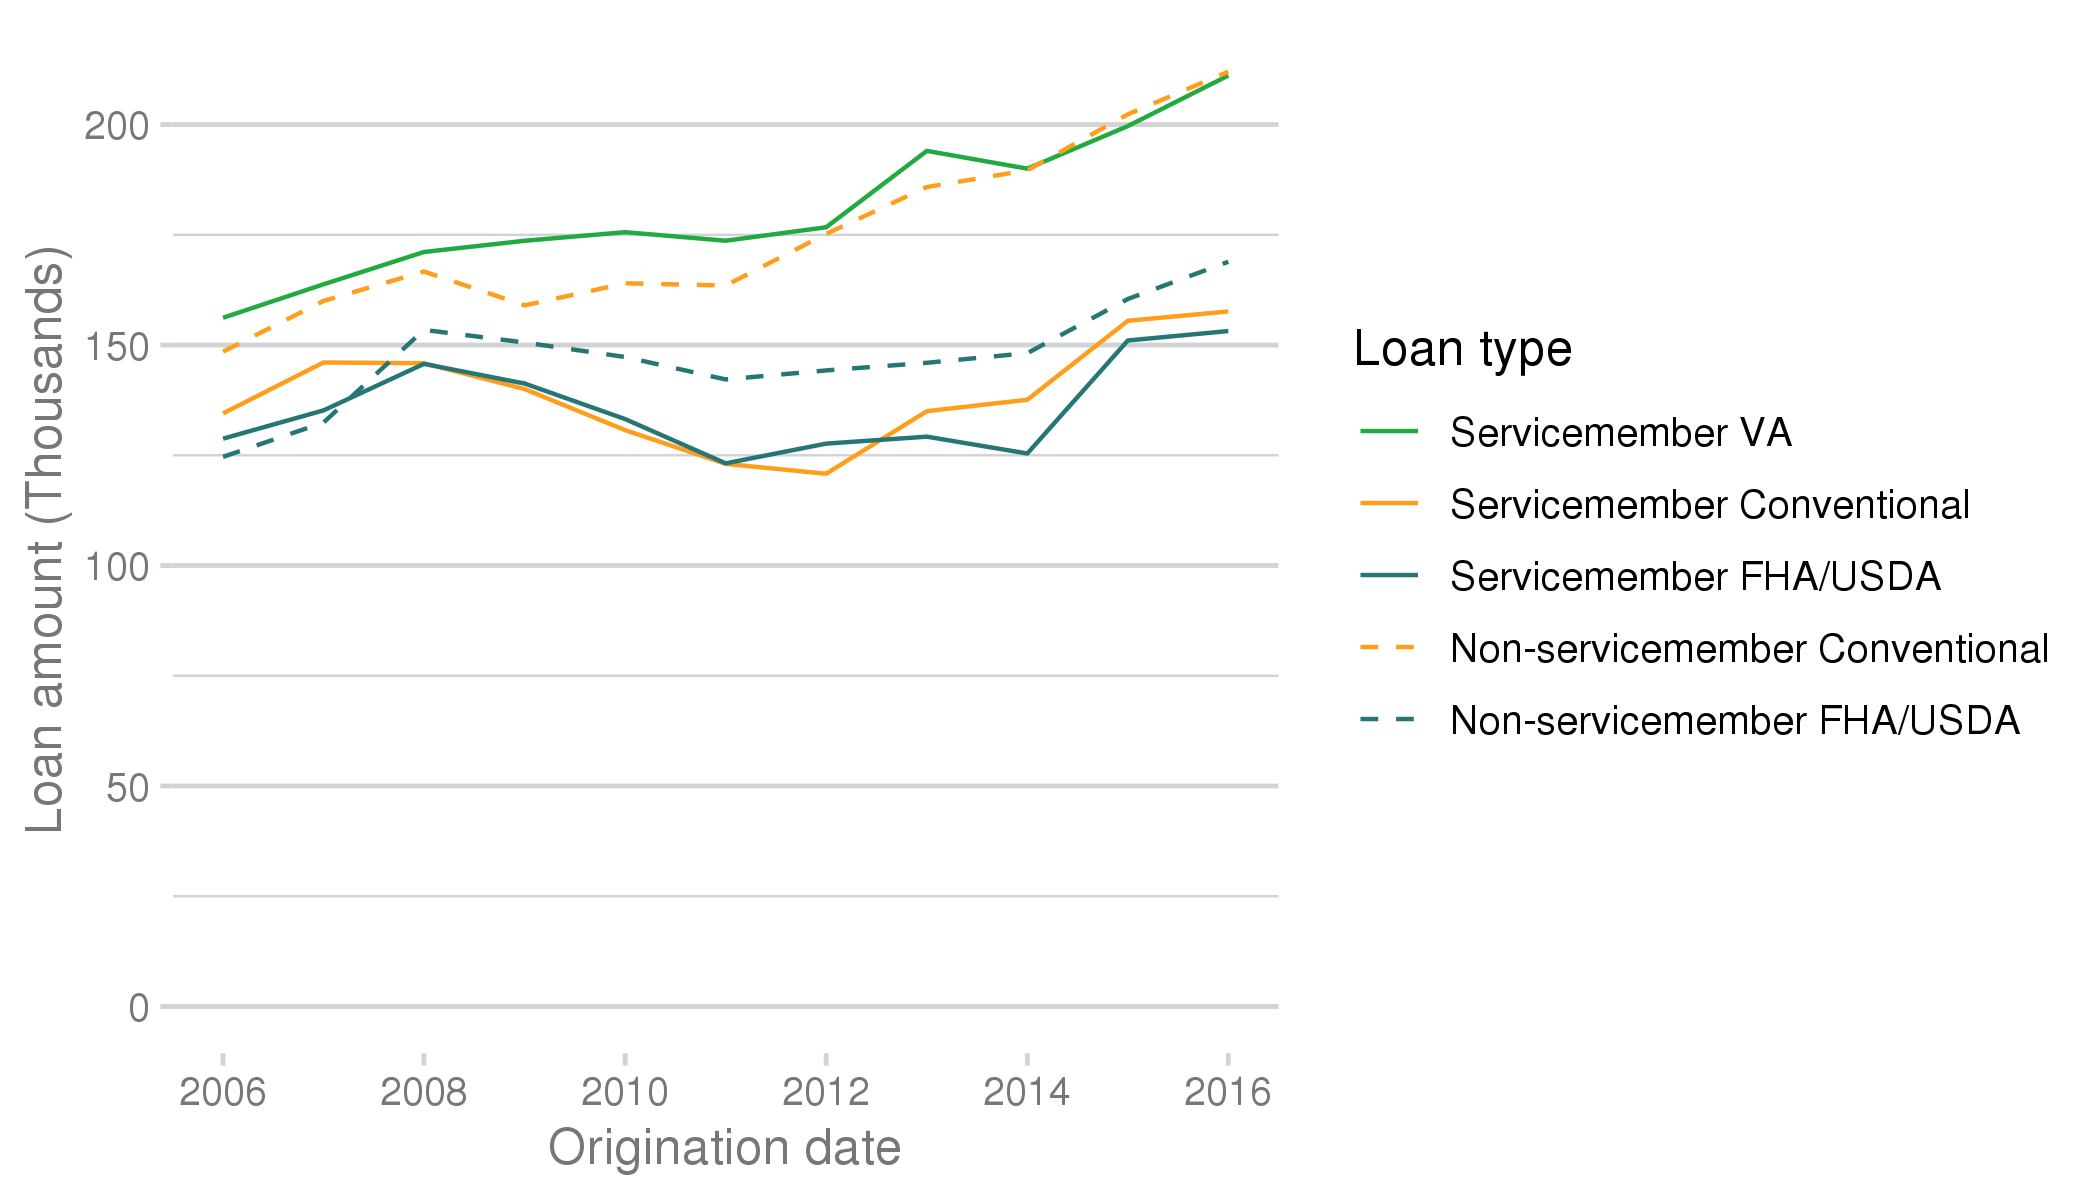 Loan amount (Thousands)
200
150
100
50
0
2006 2008 2010 2012 2014 2016
Origination date
Loan type
Servicemember VA
Servicemember Conventional
Servicemember FHA/USDA
Non-servicemember Conventional
Non-servicemember FHA/USDA